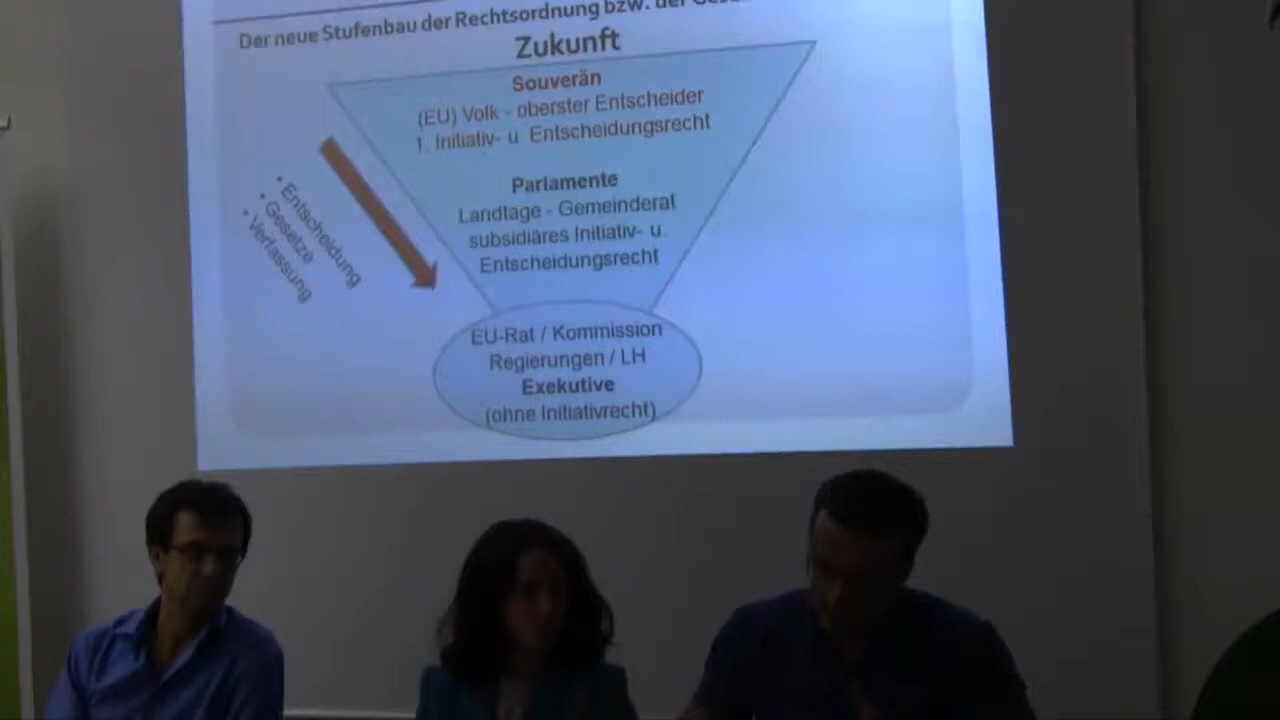 Der neue Stufenbau der Rechtsordnung bzw. der
Zukunft
Souverän
(EU) Volk - oberster Entscheider
1. Initiativ- u Entscheidungsrecht
Parlamente
Landtage - Gemeinderat
subsidiäres Initiativ- u.
Entscheidungsrecht
• Entscheidung
• Gesetze
• Verfassung
EU-Rat / Kommission
Regierungen / LH
Exekutive
(ohne Initiativrecht)